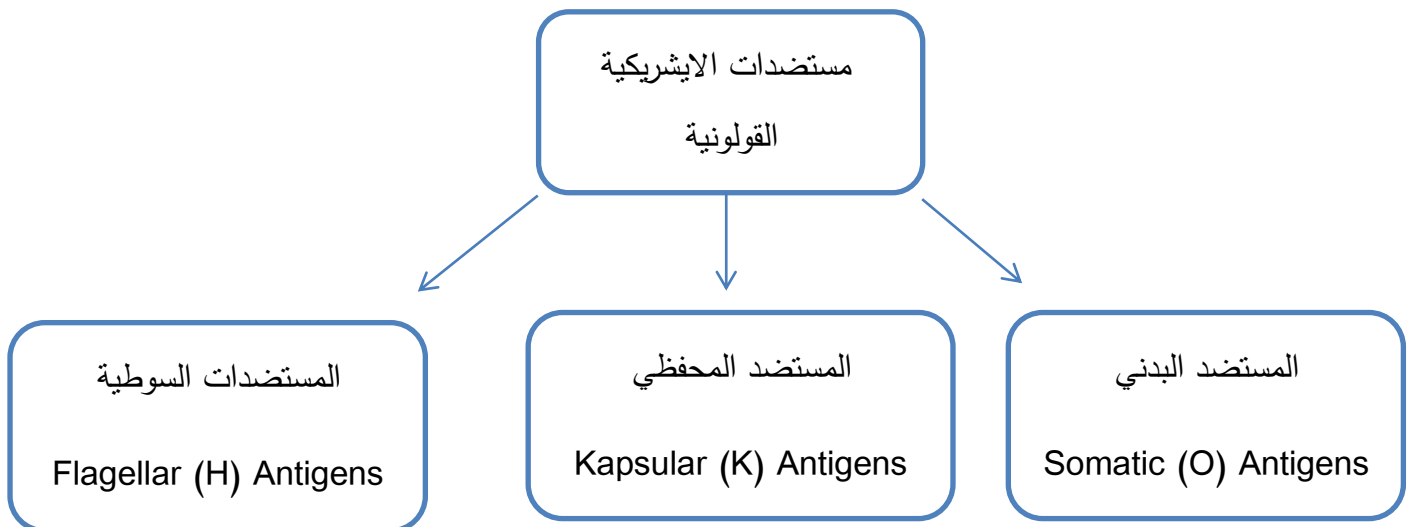 مستضدات الايشريكية
القولونية
المستضد البدني
Somatic (O) Antigens
المستضد المحفظي
Kapsular (K) Antigens
المستضدات السوطية
Flagellar (H) Antigens